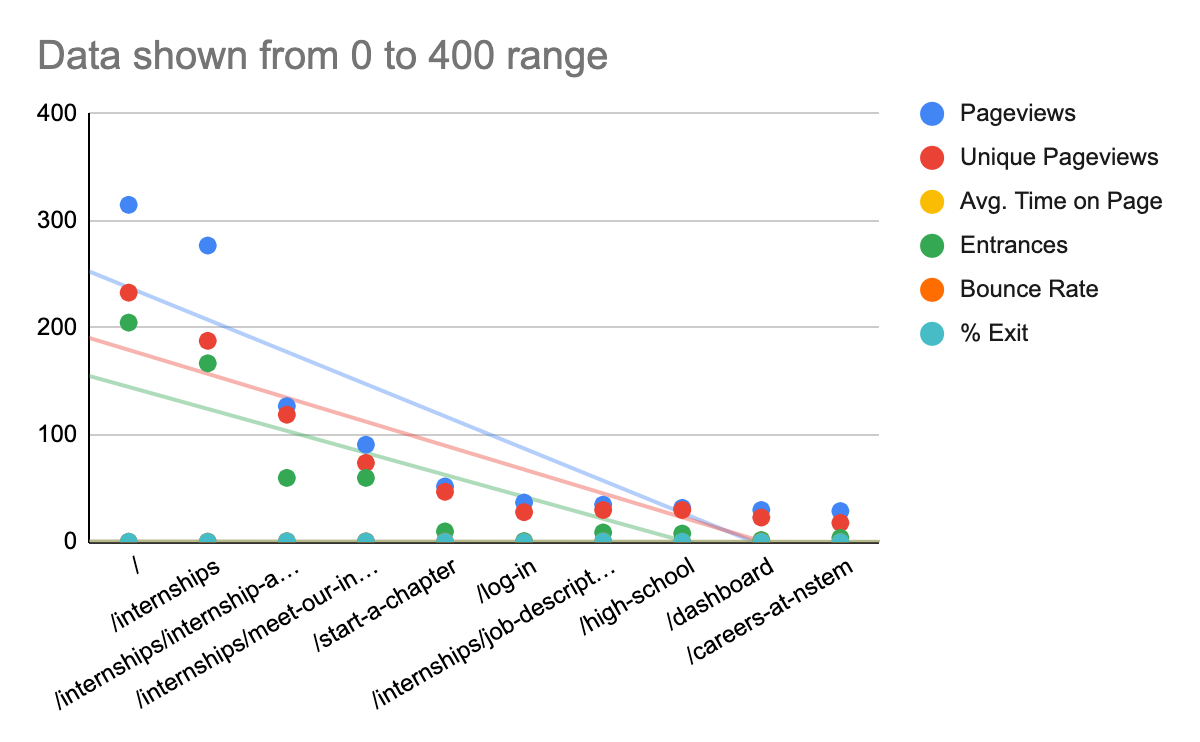 Data shown from 0 to 400 range
400
300
200
100
0
Pageviews
Unique Pageviews
Avg. Time on Page
Entrances
Bounce Rate
% Exit
/
/internships
/internships/internship-a…
/internships/meet-our-in…
/start-a-chapter
/log-in
/internships/job-descript…
/high-school
/dashboard
/careers-at-nstem